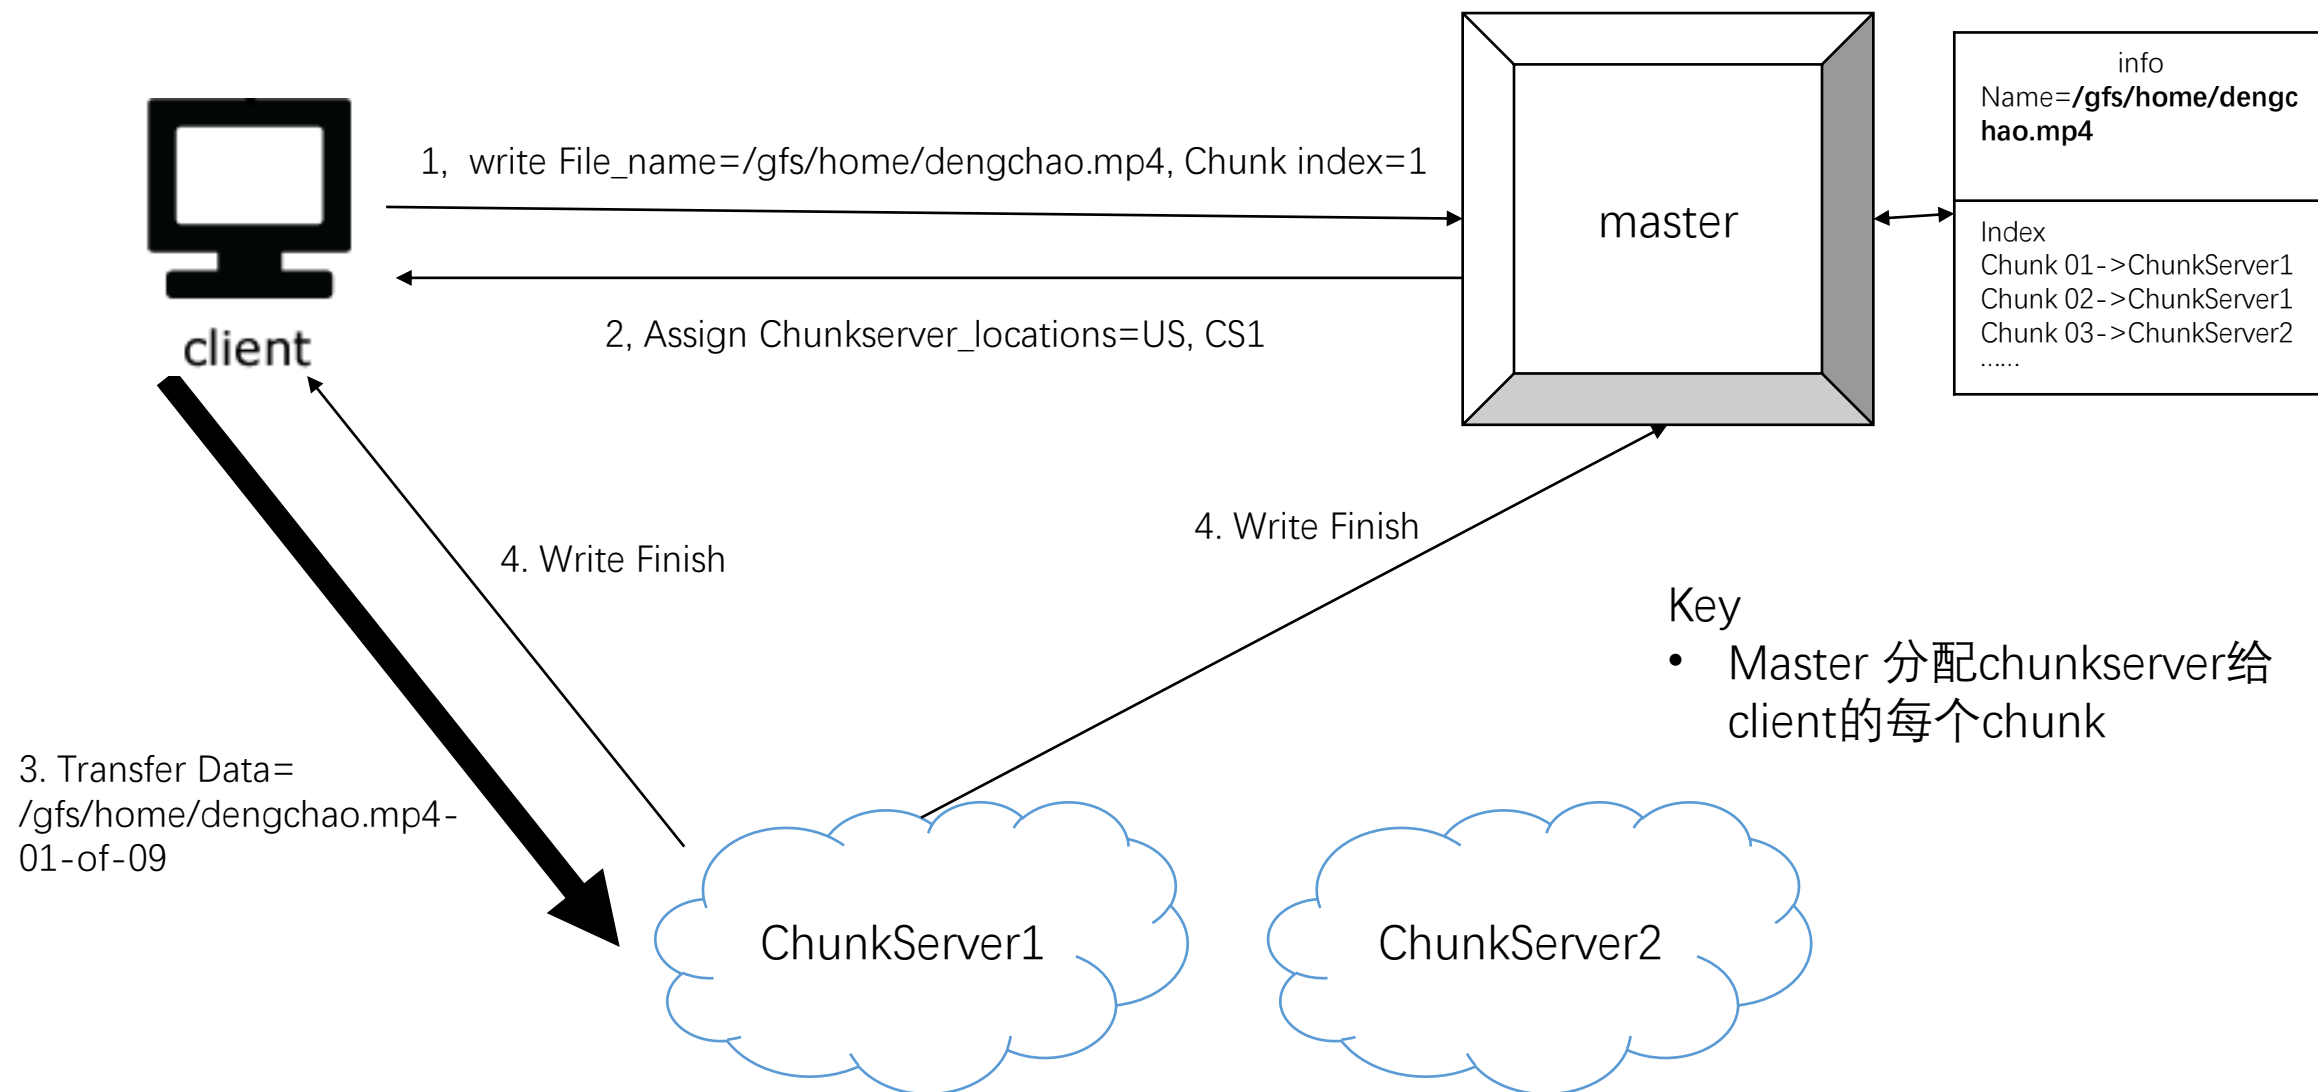 info
Name=/gfs/home/dengc
hao.mp4
1, write File_name=/gfs/home/dengchao.mp4, Chunk index=1
master
Index
Chunk 01->ChunkServer1
Chunk 02->ChunkServer1
Chunk 03->ChunkServer2
......
2, Assign Chunkserver_locations=US, CS1
client
4. Write Finish
4. Write Finish
Key
• Master 分配chunkserver给
client的每个chunk
3. Transfer Data=
/gfs/home/dengchao.mp4-
01-of-09
ChunkServer1
ChunkServer2